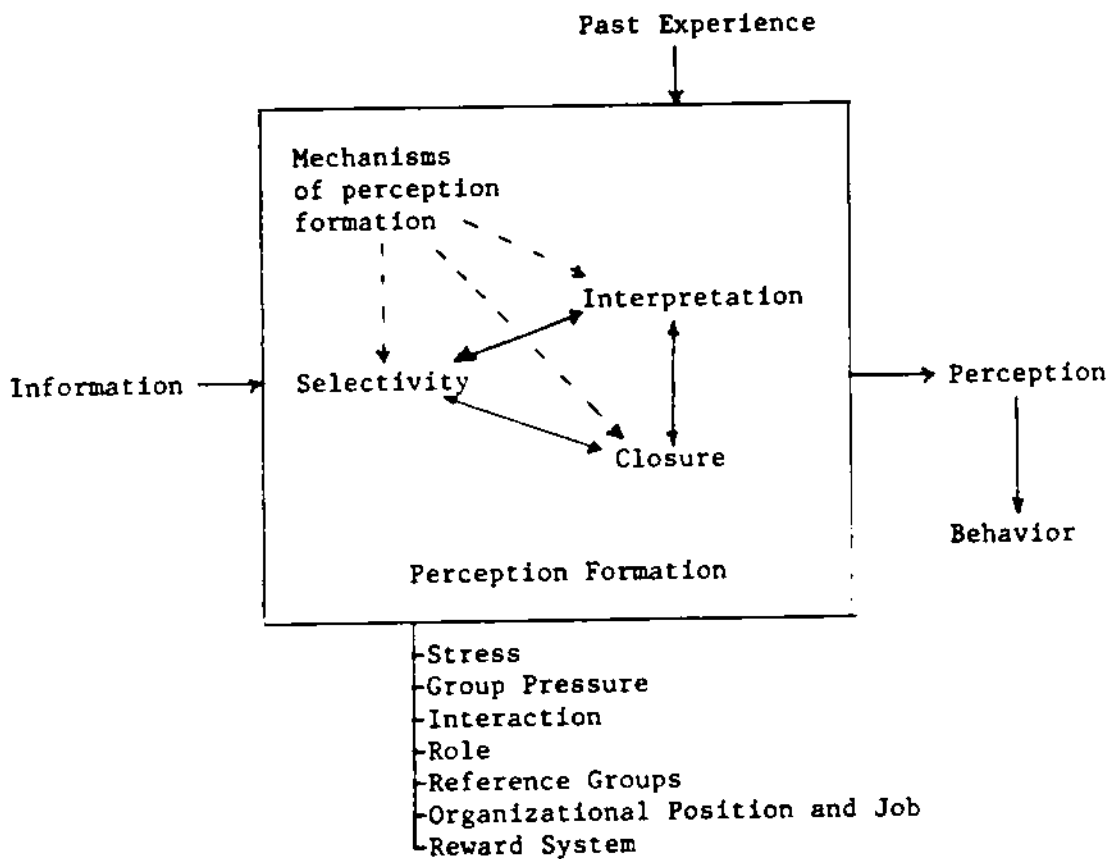 Past Experience
Mechanisms
of perception
formation
Interpretation
Information
Selectivity
Perception
Closure
Behavior
Perception Formation
Stress
Group Pressure
Interaction
Role
Reference Groups
Organizational Position and Job
Reward System